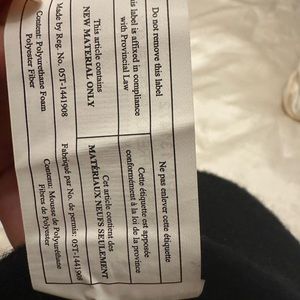 Do not remove this label
this label is affixed in compliance
with Provincial Law
This article contains
NEW MATERIAL ONLY
Made by Reg. No. 05T-1441908
Content: Polyurethane Foam
Polyester Fiber
Ne pas enlever cette étiquette
Cette étiquette est apposée
conformément à la loi de la province
Cet article contient des
MATÉRIAUX NEUFS SEULEMENT
Fabriqué par No. de permis: 05T-1441908
Contenu: Mousse de Polyuréthane
Fibres de Polyester